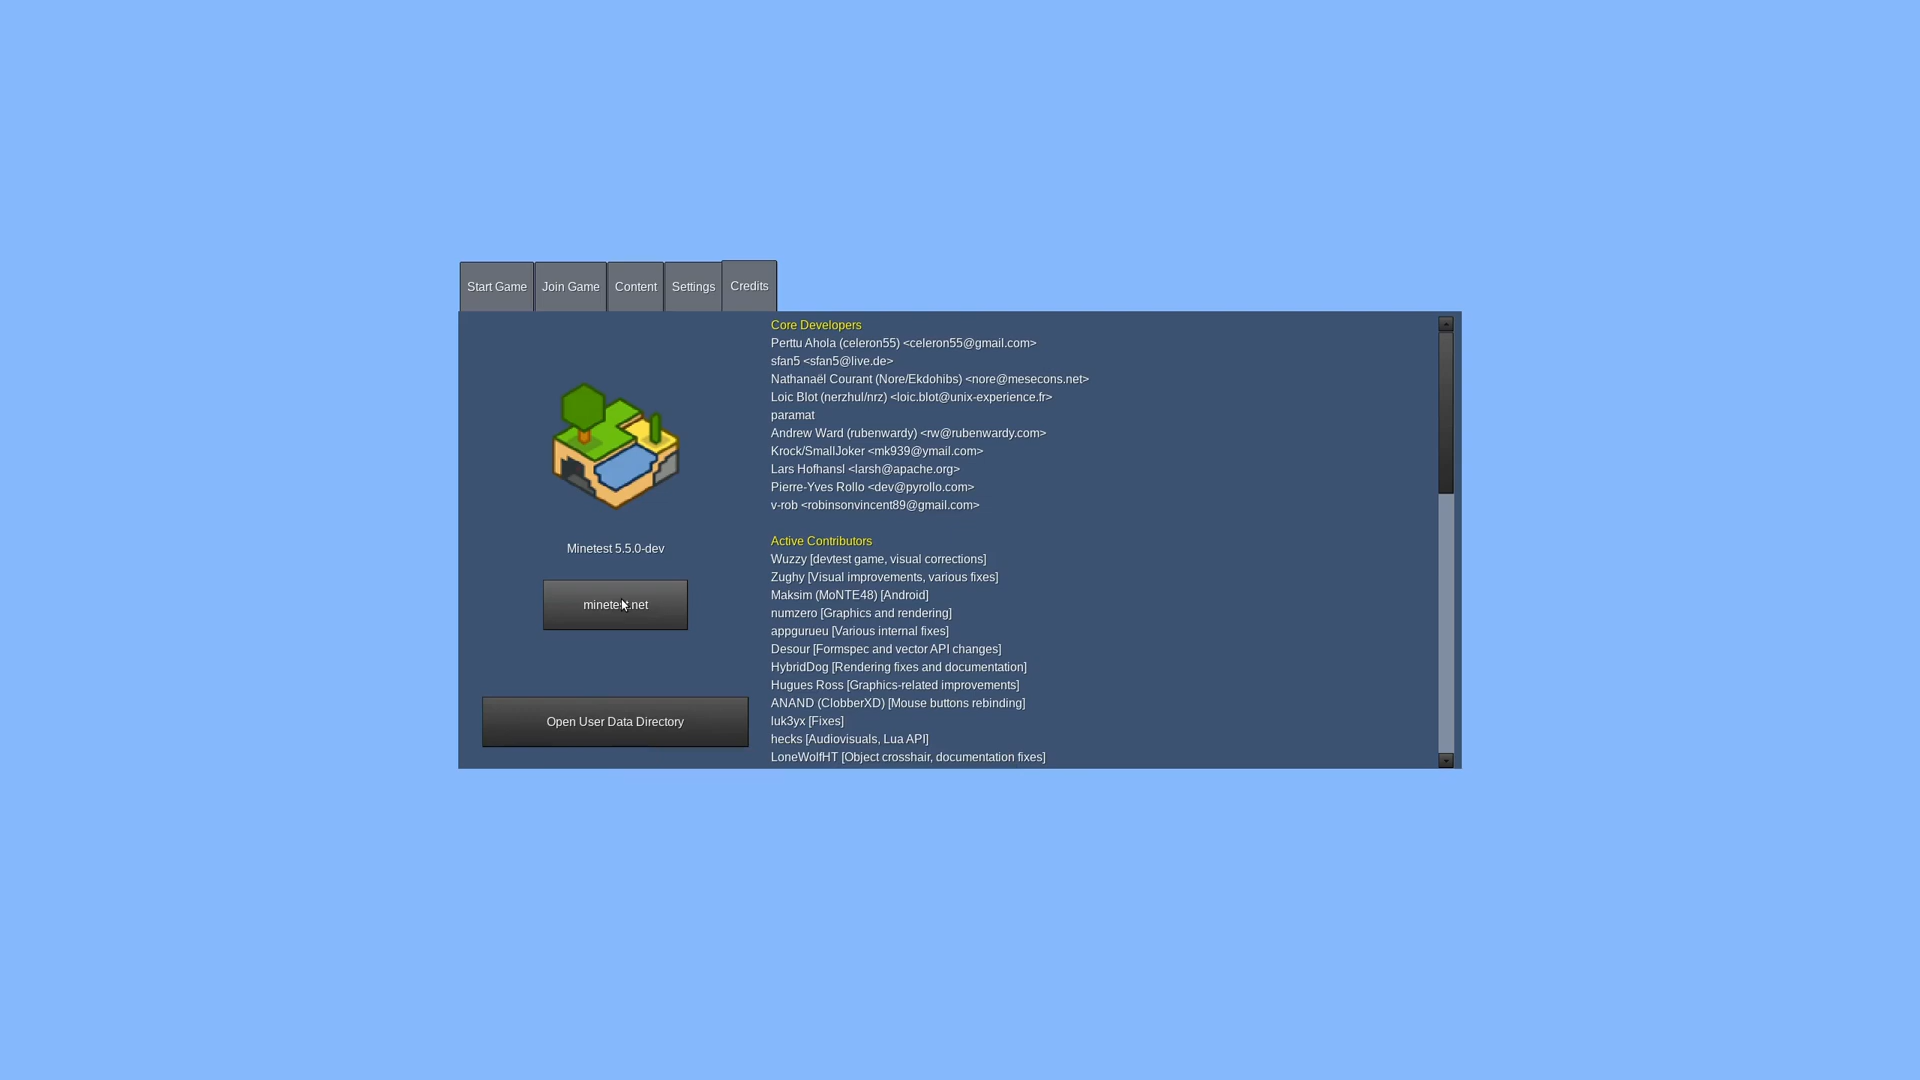 Start Game
Join Game
Content
Settings
Credits
Minetest 5.5.0-dev
minetest.net
Open User Data Directory
Core Developers
Perttu Ahola (celeron55) <celeron55@gmail.com>
sfan5 <sfan5@live.de>
Nathanaël Courant (Nore/Ekdohibs) <nore@mesecons.net>
Loic Blot (nerzhul/nrz) <loic.blot@unix-experience.fr>
paramat
Andrew Ward (rubenwardy) <rw@rubenwardy.com>
Krock/SmallJoker <mk939@ymail.com>
Lars Hofhansl <larsh@apache.org>
Pierre-Yves Rollo <dev@pyrollo.com>
v-rob <robinsonvincent89@gmail.com>
Active Contributors
Wuzzy [devtest game, visual corrections]
Zughy [Visual improvements, various fixes]
Maksim (MoNTE48) [Android]
numzero [Graphics and rendering]
appgurueu [Various internal fixes]
Desour [Formspec and vector API changes]
HybridDog [Rendering fixes and documentation]
Hugues Ross [Graphics-related improvements]
ANAND (ClobberXD) [Mouse buttons rebinding]
luk3yx [Fixes]
hecks [Audiovisuals, Lua API]
LoneWolfHT [Object crosshair, documentation fixes]